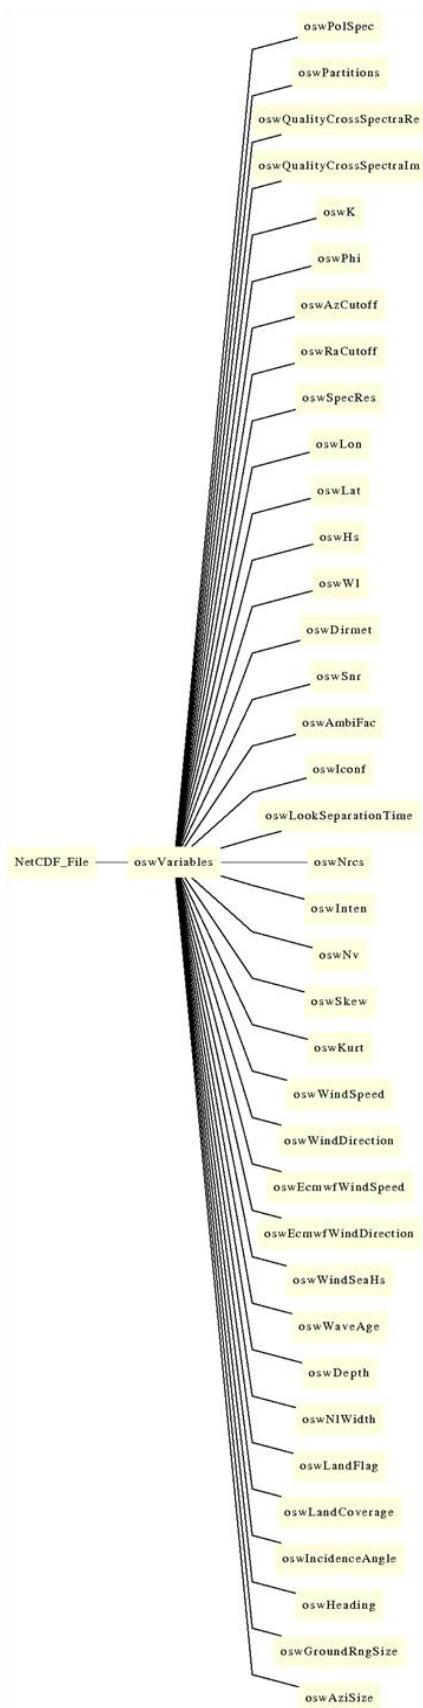 oswPolSpec
oswPartitions
oswQualityCrossSpectraRe
oswQualityCrossSpectraIm
oswK
oswPhi
oswAzCutoff
oswRaCutoff
oswSpecRes
oswLon
oswLat
oswHs
oswWl
oswDirmet
oswSnr
oswAmbiFac
oswIconf
oswLookSeparationTime
NetCDF_File oswVariables oswNrcs
oswInten
oswNv
oswSkew
oswKurt
oswWindSpeed
oswWindDirection
oswEcmwfWindSpeed
oswEcmwfWindDirection
oswWindSeaHs
oswWaveAge
oswDepth
oswNlWidth
oswLandFlag
oswLandCoverage
oswIncidenceAngle
oswHeading
oswGroundRngSize
oswAziSize